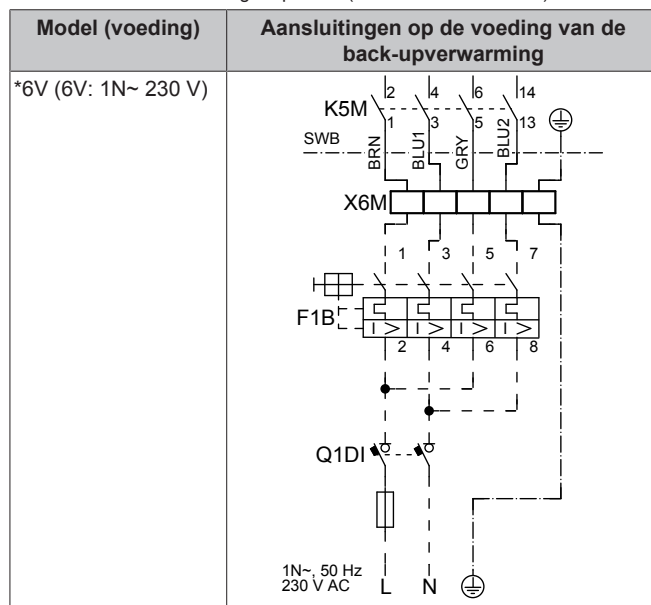 Model (voeding)
Aansluitingen op de voeding van de
back-upverwarming
*6V (6V: 1N~ 230 V)
2 4 6 14
K5M
1 3 5 13
SWB
BRN BLU1 GRY BLU2
X6M
1 3 5 7
F1B
I > I > I > I >
2 4 6 8
Q1DI
1N~, 50 Hz
230 V AC
L N